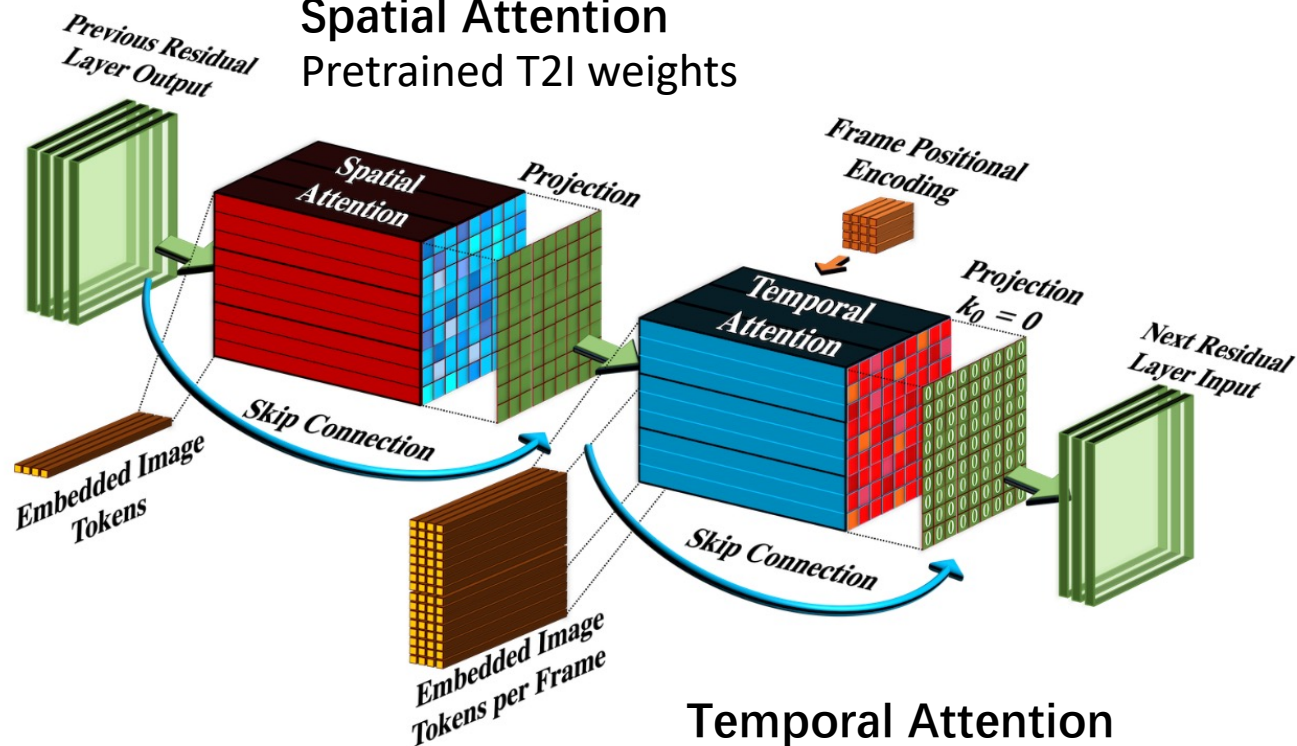 Spatial Attention
Pretrained T2I weights
Previous Residual
Layer Output
Spatial
Attention
Projection
Frame Positional
Encoding
Temporal
Attention
Projection
k₀ = 0
Next Residual
Layer Input
Skip Connection
Embedded Image
Tokens
Skip Connection
Embedded Image
Tokens per Frame
Temporal Attention